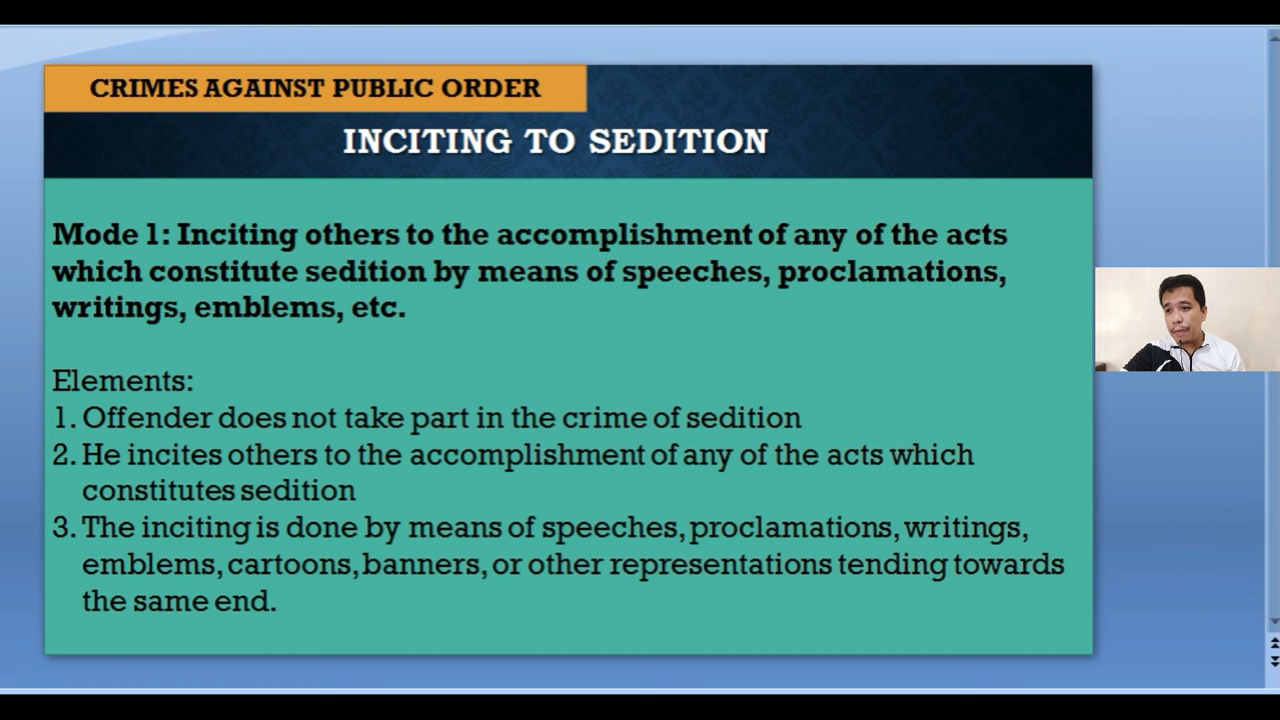 CRIMES AGAINST PUBLIC ORDER
INCITING TO SEDITION
Mode 1: Inciting others to the accomplishment of any of the acts
which constitute sedition by means of speeches, proclamations,
writings, emblems, etc.
Elements:
1. Offender does not take part in the crime of sedition
2. He incites others to the accomplishment of any of the acts which
constitutes sedition
3. The inciting is done by means of speeches, proclamations, writings,
emblems, cartoons, banners, or other representations tending towards
the same end.